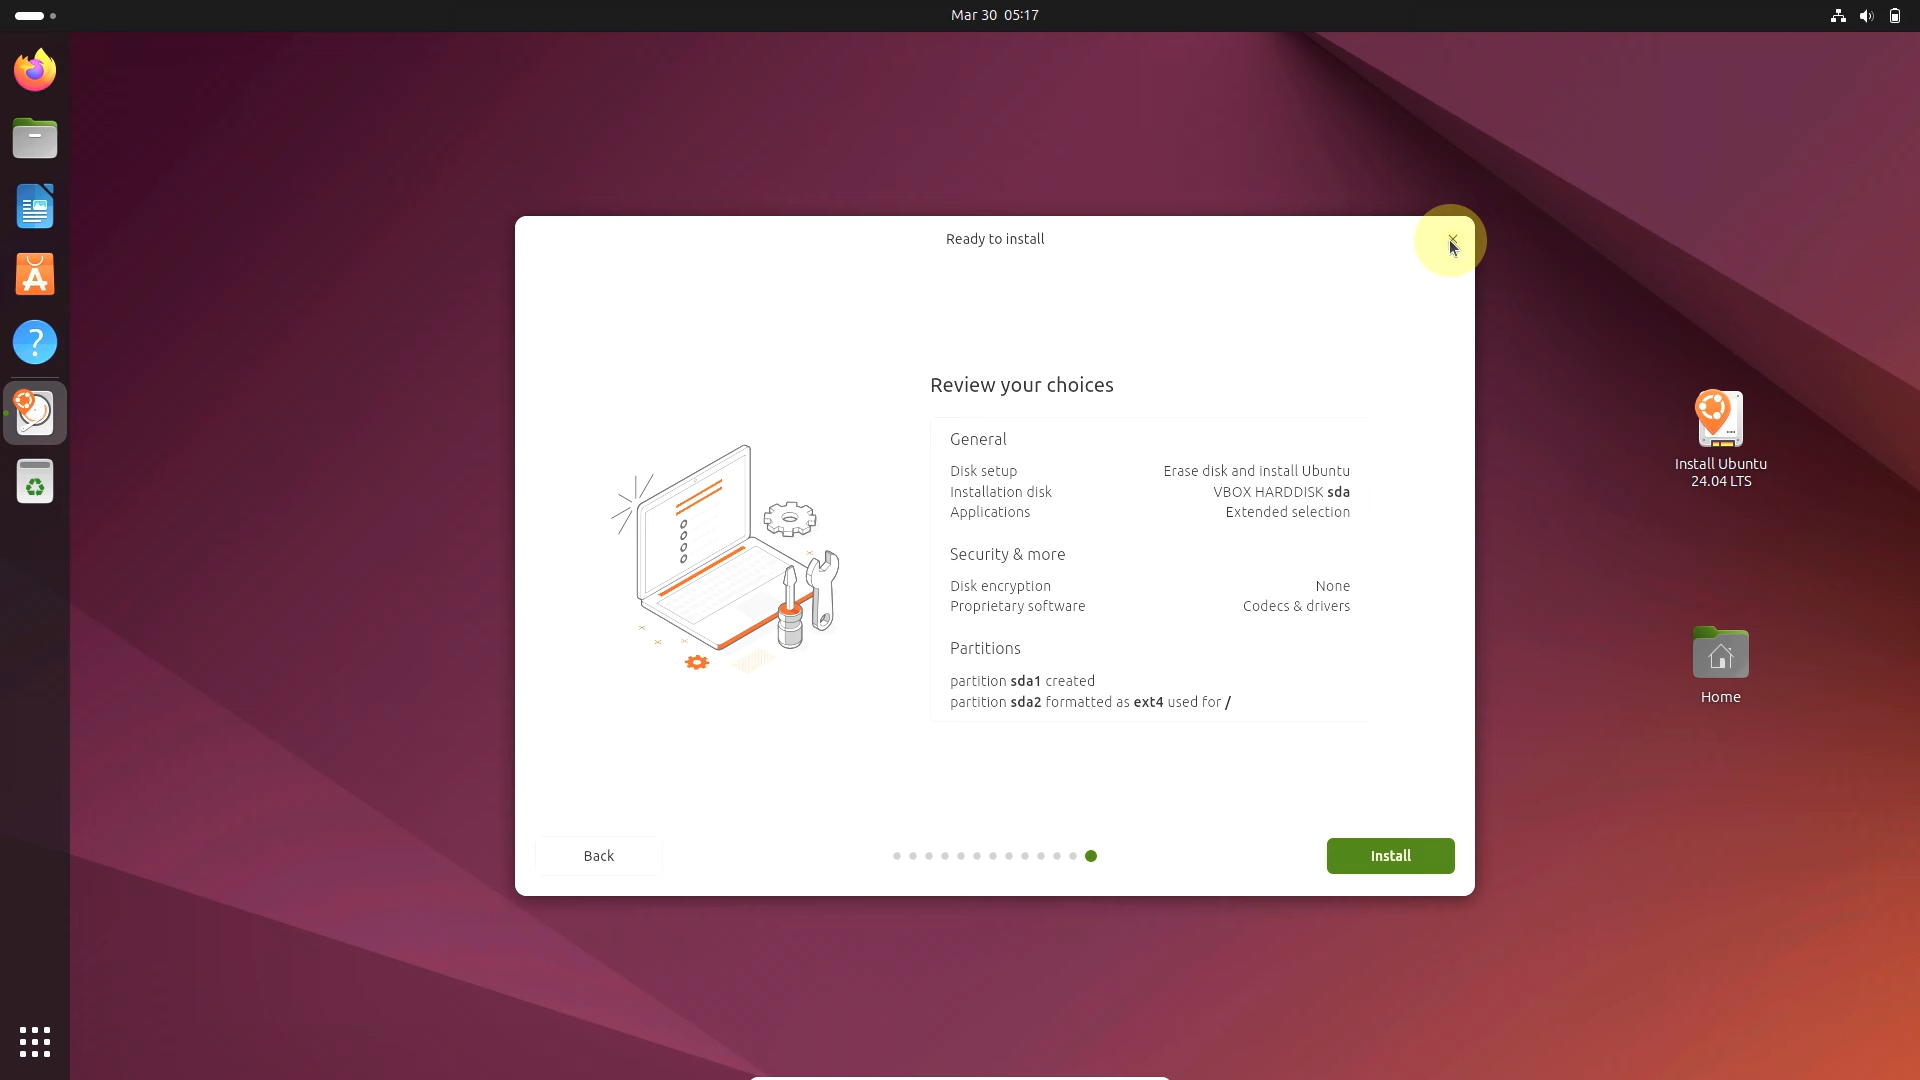 Mar 30 05:17
Ready to install
Review your choices
General
Disk setup Erase disk and install Ubuntu
Installation disk VBOX HARDDISK sda
Applications Extended selection
Security & more
Disk encryption None
Proprietary software Codecs & drivers
Partitions
partition sda1 created
partition sda2 formatted as ext4 used for /
Back
Install
Install Ubuntu
24.04 LTS
Home